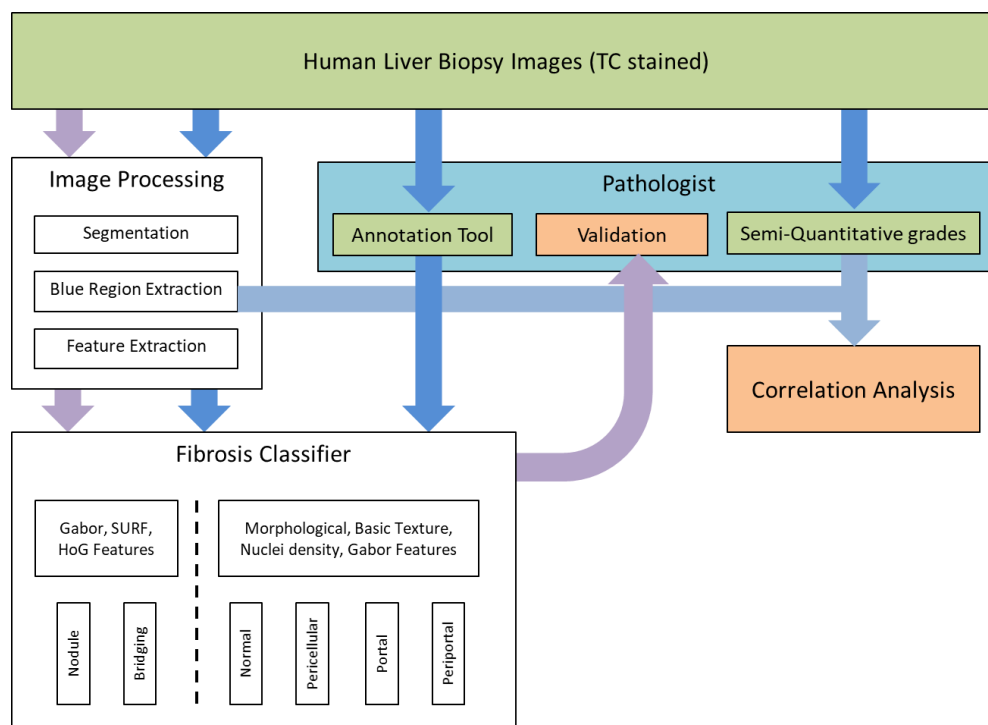 Human Liver Biopsy Images (TC stained)
Image Processing
Segmentation
Blue Region Extraction
Feature Extraction
Pathologist
Annotation Tool
Validation
Semi-Quantitative grades
Correlation Analysis
Fibrosis Classifier
Gabor, SURF,
HoG Features
Morphological, Basic Texture,
Nuclei density, Gabor Features
Nodule
Bridging
Normal
Pericellular
Portal
Periportal